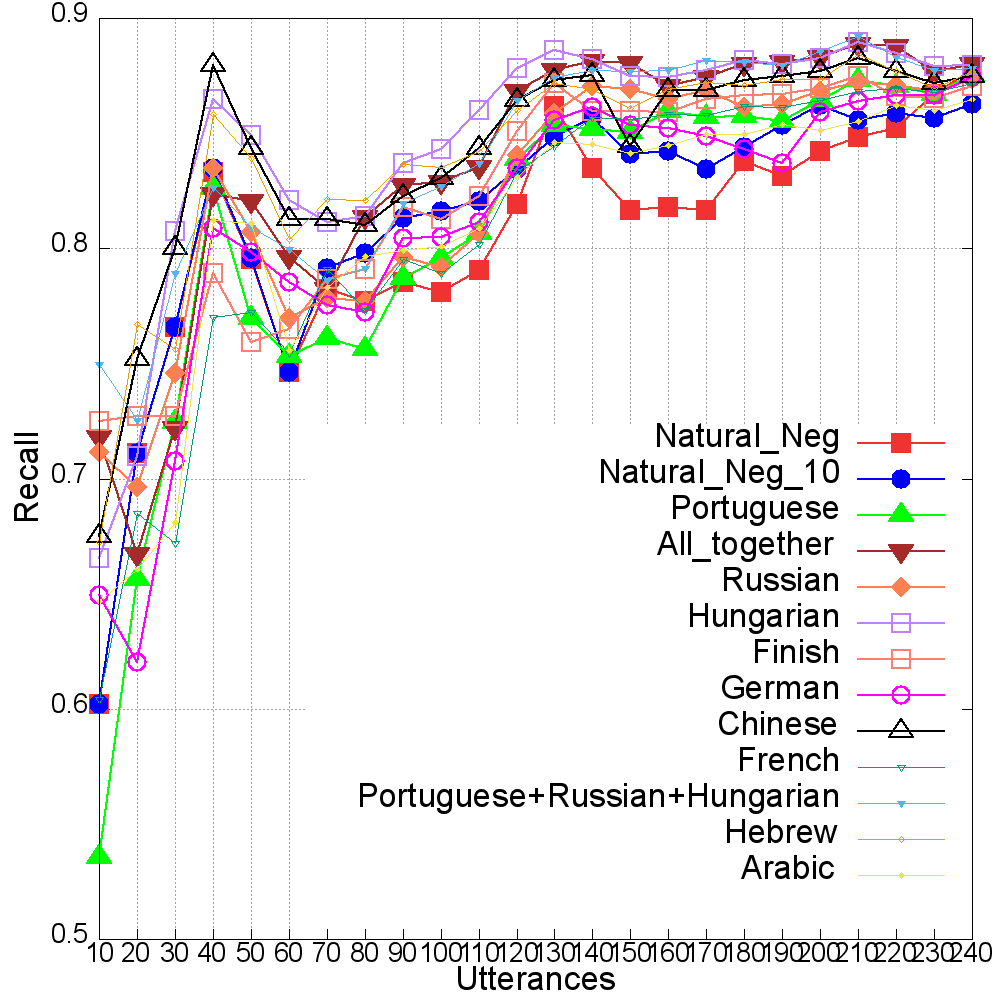 0.9
0.8
0.7
0.6
0.5
Recall
Natural_Neg
Natural_Neg_10
Portuguese
All_together
Russian
Hungarian
Finish
German
Chinese
French
Portuguese+Russian+Hungarian
Hebrew
Arabic
10 20 30 40 50 60 70 80 90 100 110 120 130 140 150 160 170 180 190 200 210 220 230 240
Utterances